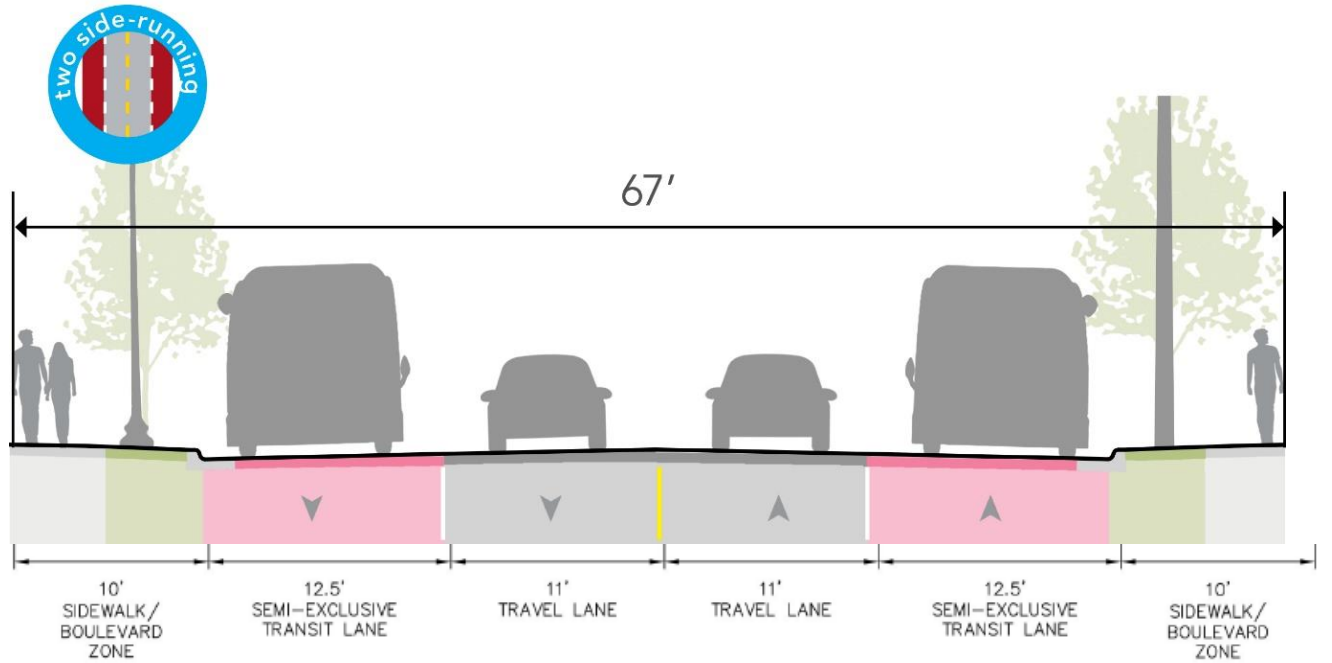 two side-running
67'
10'
SIDEWALK/
BOULEVARD
ZONE
12.5'
SEMI-EXCLUSIVE
TRANSIT LANE
11'
TRAVEL LANE
11'
TRAVEL LANE
12.5'
SEMI-EXCLUSIVE
TRANSIT LANE
10'
SIDEWALK/
BOULEVARD
ZONE